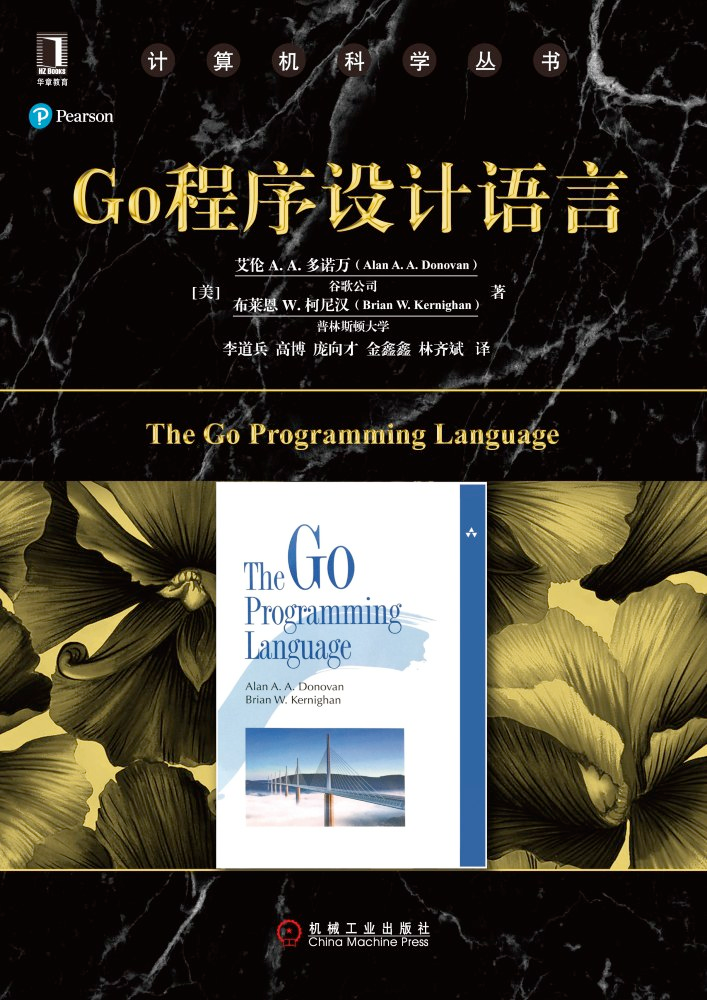 计算机科学丛书
HZ Books
华章教育
Pearson
Go程序设计语言
艾伦 A. A. 多诺万（Alan A. A. Donovan）
谷歌公司
[美]
著
布莱恩 W. 柯尼汉（Brian W. Kernighan）
普林斯顿大学
李道兵 高博 庞向才 金鑫鑫 林齐斌 译
The Go Programming Language
The Go
Programming
Language
Alan A. A. Donovan
Brian W. Kernighan
机械工业出版社
China Machine Press